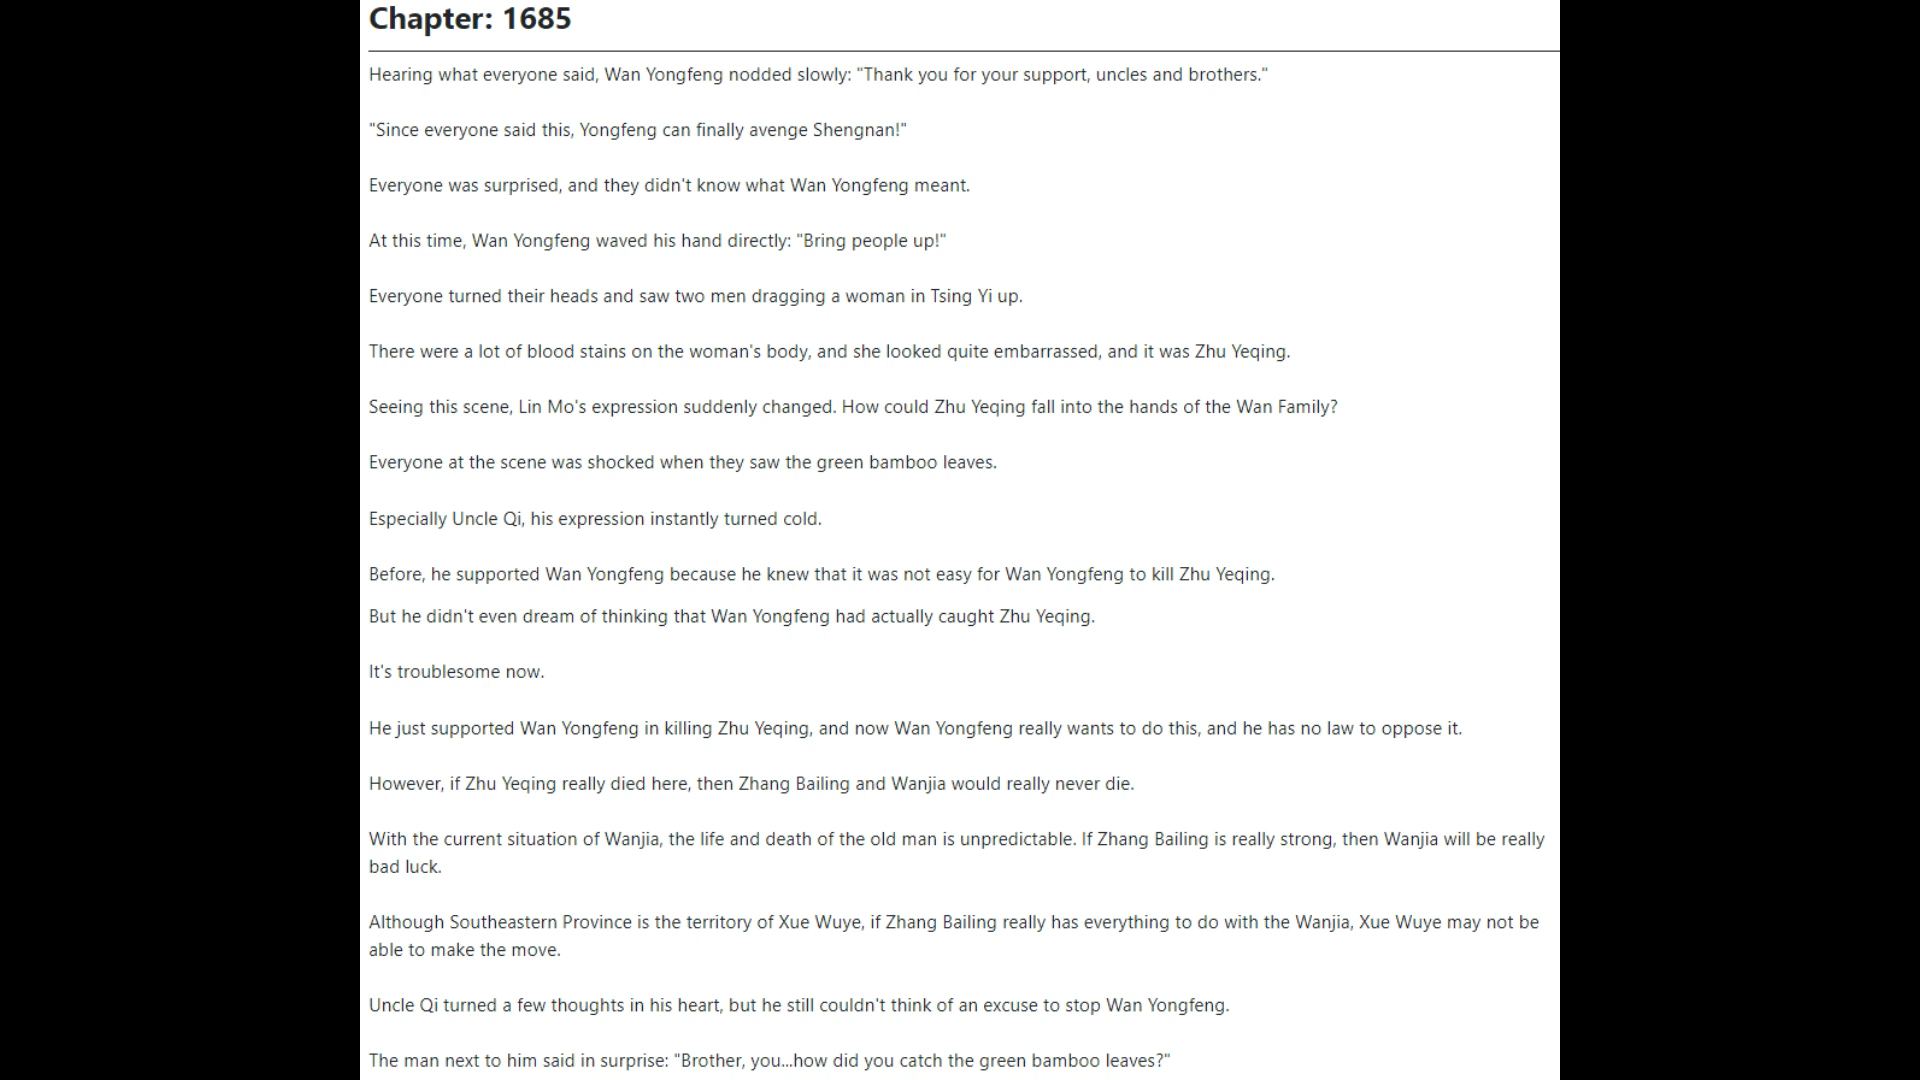 Chapter: 1685
Hearing what everyone said, Wan Yongfeng nodded slowly: "Thank you for your support, uncles and brothers."
"Since everyone said this, Yongfeng can finally avenge Shengnan!"
Everyone was surprised, and they didn't know what Wan Yongfeng meant.
At this time, Wan Yongfeng waved his hand directly: "Bring people up!"
Everyone turned their heads and saw two men dragging a woman in Tsing Yi up.
There were a lot of blood stains on the woman's body, and she looked quite embarrassed, and it was Zhu Yeqing.
Seeing this scene, Lin Mo's expression suddenly changed. How could Zhu Yeqing fall into the hands of the Wan Family?
Everyone at the scene was shocked when they saw the green bamboo leaves.
Especially Uncle Qi, his expression instantly turned cold.
Before, he supported Wan Yongfeng because he knew that it was not easy for Wan Yongfeng to kill Zhu Yeqing.
But he didn't even dream of thinking that Wan Yongfeng had actually caught Zhu Yeqing.
It's troublesome now.
He just supported Wan Yongfeng in killing Zhu Yeqing, and now Wan Yongfeng really wants to do this, and he has no law to oppose it.
However, if Zhu Yeqing really died here, then Zhang Bailing and Wanjia would really never die.
With the current situation of Wanjia, the life and death of the old man is unpredictable. If Zhang Bailing is really strong, then Wanjia will be really
bad luck.
Although Southeastern Province is the territory of Xue Wuye, if Zhang Bailing really has everything to do with the Wanjia, Xue Wuye may not be
able to make the move.
Uncle Qi turned a few thoughts in his heart, but he still couldn't think of an excuse to stop Wan Yongfeng.
The man next to him said in surprise: "Brother, you...how did you catch the green bamboo leaves?"